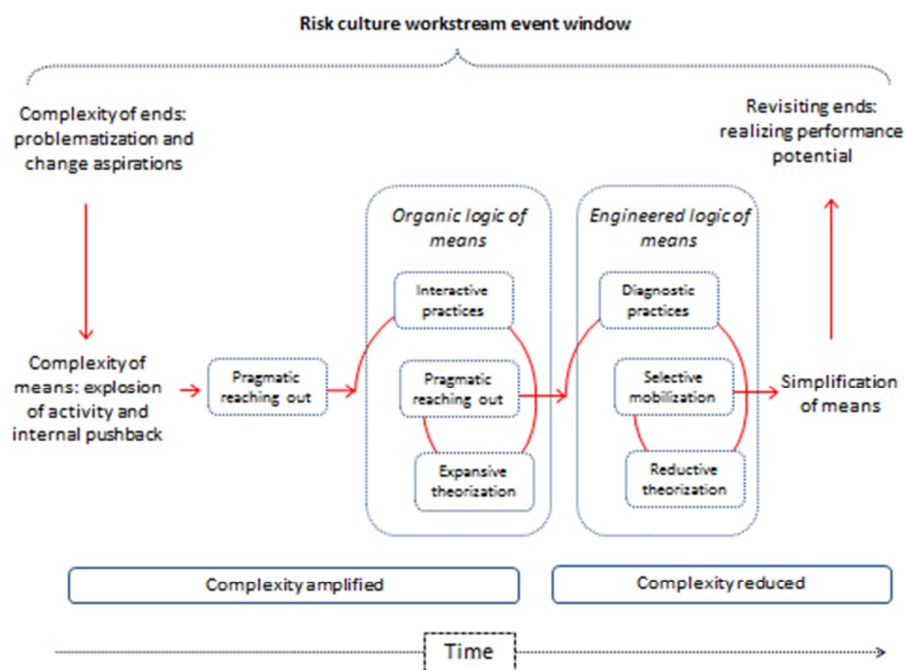 Risk culture workstream event window
Complexity of ends:
problematization and
change aspirations
Revisiting ends:
realizing performance
potential
Organic logic of
means
Engineered logic of
means
Interactive
practices
Diagnostic
practices
Complexity of
means: explosion
of activity and
internal pushback
Pragmatic
reaching out
Pragmatic
reaching out
Selective
mobilization
Simplification
of means
Expansive
theorization
Reductive
theorization
Complexity amplified
Complexity reduced
Time